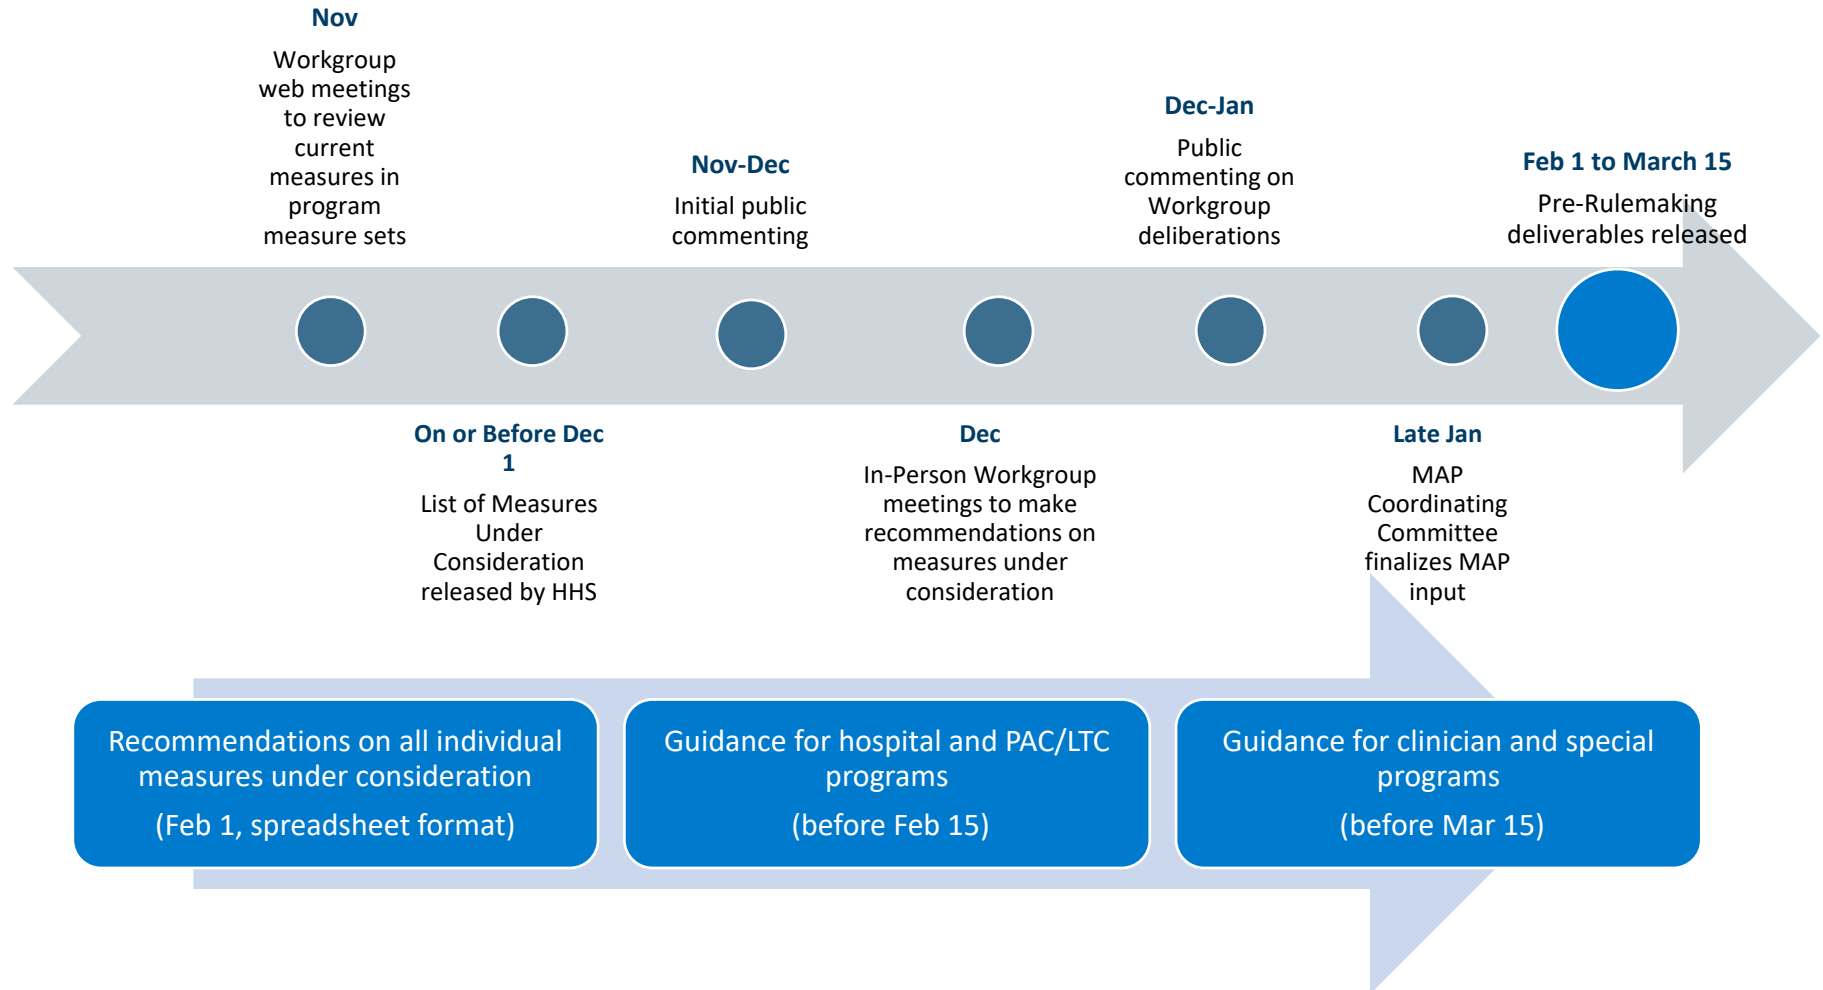 Nov
Workgroup
web meetings
to review
current
measures in
program
measure sets
Nov-Dec
Initial public
commenting
Dec-Jan
Public
commenting on
Workgroup
deliberations
Feb 1 to March 15
Pre-Rulemaking
deliverables released
On or Before Dec
1
List of Measures
Under
Consideration
released by HHS
Dec
In-Person Workgroup
meetings to make
recommendations on
measures under
consideration
Late Jan
MAP
Coordinating
Committee
finalizes MAP
input
Recommendations on all individual
measures under consideration
(Feb 1, spreadsheet format)
Guidance for hospital and PAC/LTC
programs
(before Feb 15)
Guidance for clinician and special
programs
(before Mar 15)